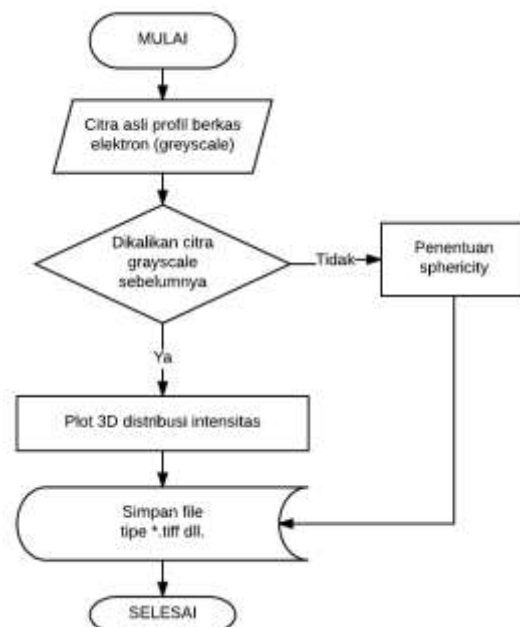 MULAI
Citra asli profil berkas
elektron (greyscale)
Dikalikan citra
grayscale
sebelumnya
Tidak
Penentuan
sphericity
Ya
Plot 3D distribusi intensitas
Simpan file
tipe *.tiff dll.
SELESAI